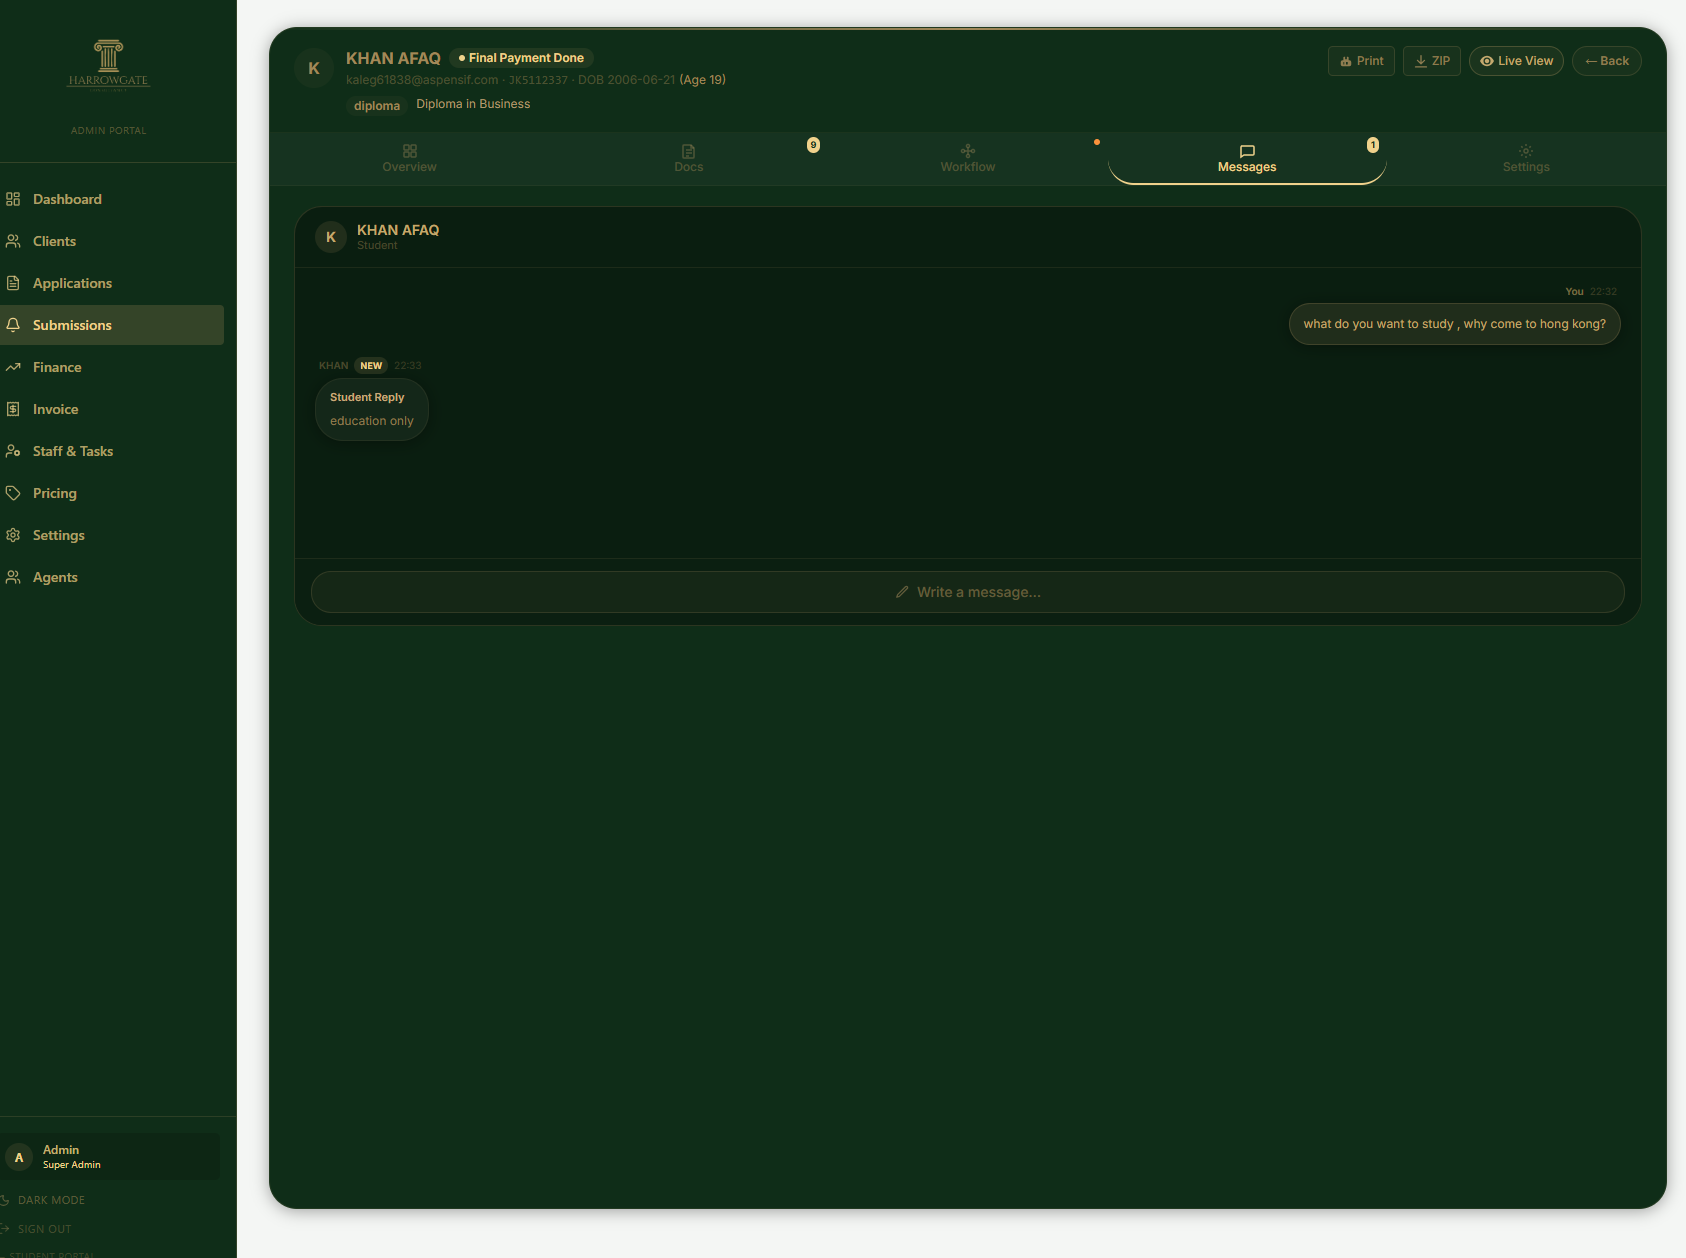 HARROWGATE
ADMIN PORTAL
Dashboard
Clients
Applications
Submissions
Finance
Invoice
Staff & Tasks
Pricing
Settings
Agents
A
Admin
Super Admin
DARK MODE
SIGN OUT
STUDENT PORTAL
K
KHAN AFAQ
Final Payment Done
kaleg61838@aspensif.com · JK5112337 · DOB 2006-06-21 (Age 19)
diploma Diploma in Business
Print
ZIP
Live View
← Back
Overview
Docs
9
Workflow
Messages
1
Settings
K
KHAN AFAQ
Student
You 22:32
what do you want to study , why come to hong kong?
KHAN NEW 22:33
Student Reply
education only
Write a message...